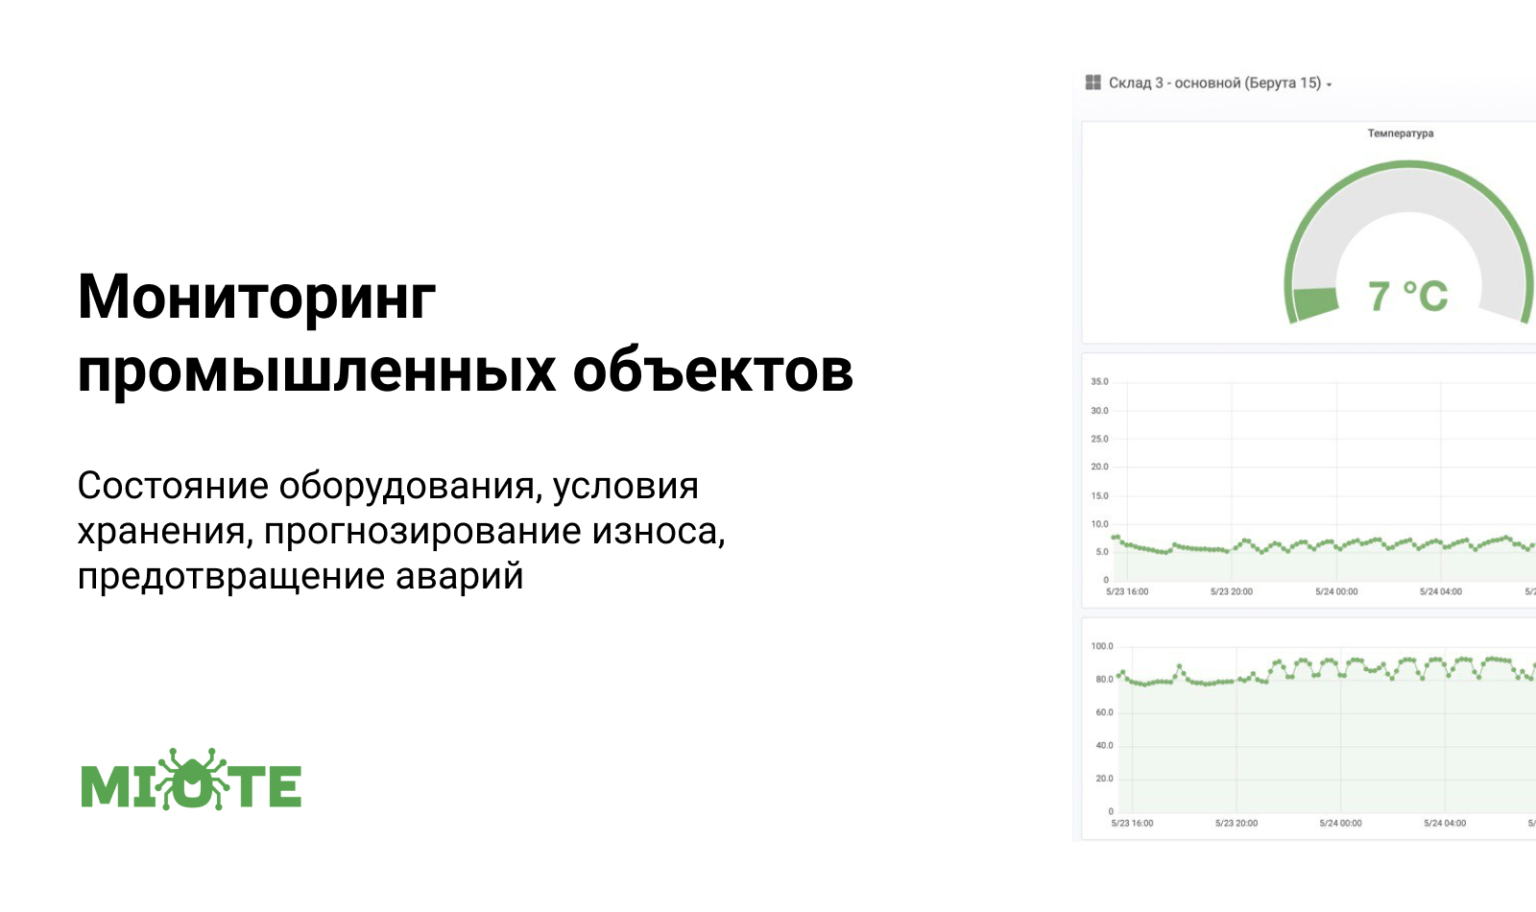 Мониторинг
промышленных объектов
Состояние оборудования, условия
хранения, прогнозирование износа,
предотвращение аварий
MIOTE
Склад 3 - основной (Берута 15)
Температура
7 °C
35.0
30.0
25.0
20.0
15.0
10.0
5.0
0
5/23 16:00 5/23 20:00 5/24 00:00 5/24 04:00
100.0
80.0
60.0
40.0
20.0
0
5/23 16:00 5/23 20:00 5/24 00:00 5/24 04:00